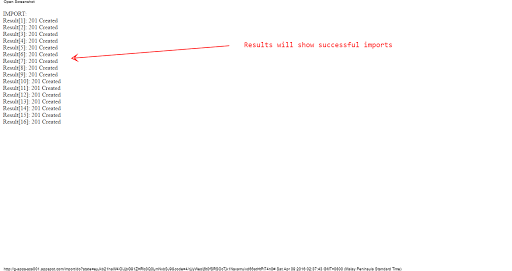 Open Screenshot
IMPORT:
Result[1]: 201 Created
Result[2]: 201 Created
Result[3]: 201 Created
Result[4]: 201 Created
Result[5]: 201 Created
Result[6]: 201 Created
Result[7]: 201 Created
Results will show successful imports
Result[8]: 201 Created
Result[9]: 201 Created
Result[10]: 201 Created
Result[11]: 201 Created
Result[12]: 201 Created
Result[13]: 201 Created
Result[14]: 201 Created
Result[15]: 201 Created
Result[16]: 201 Created
Sat Apr 09 2016 02:37:43 GMT+0800 (Malay Peninsula Standard Time)